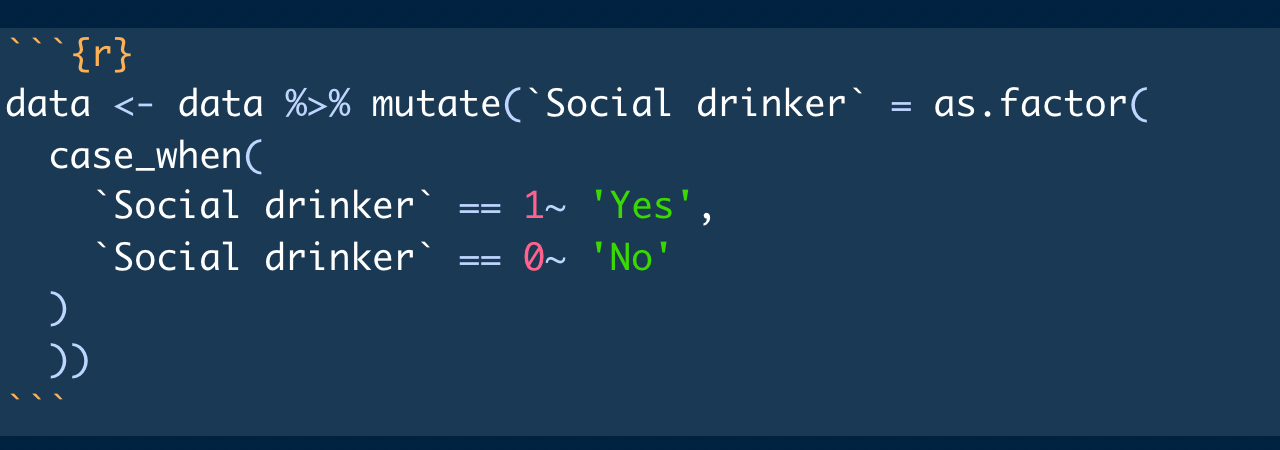 ```{r}
data <- data %>% mutate(`Social drinker` = as.factor(
  case_when(
    `Social drinker` == 1~ 'Yes',
    `Social drinker` == 0~ 'No'
  )
  ))
```